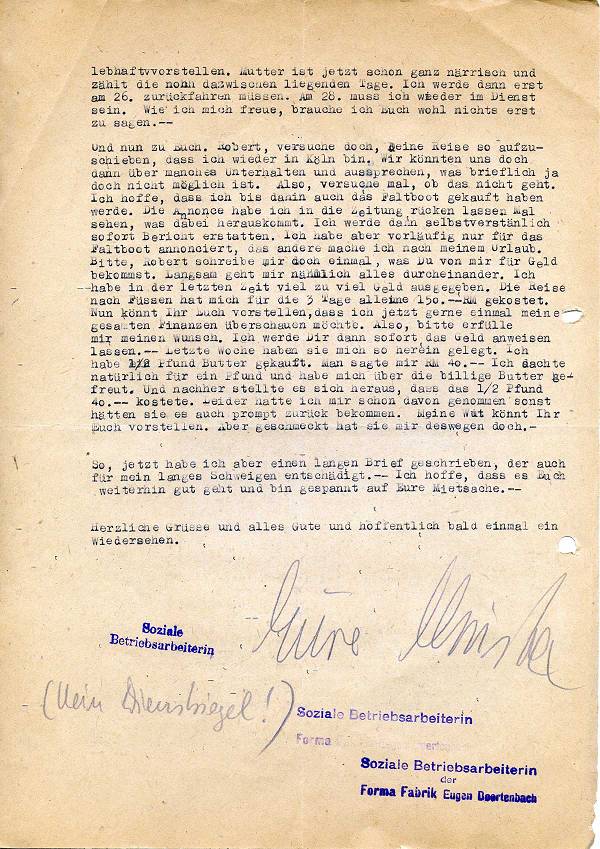 lebhaftvvorstellen. Mutter ist jetzt schon ganz närrisch und
zählt die nohh dazwischen liegenden Tage. Ich werde dann erst
am 26. zurückfahren müssen. Am 28. muss ich wieder im Dienst
sein. Wie ich mich freue, brauche ich Euch wohl nichts erst
zu sagen.--
Und nun zu Euch. Robert, versuche doch, Deine Reise so aufzu-
schieben, dass ich wieder in Köln bin. Wir könnten uns doch
dann über manches Unterhalten und aussprechen, was brieflich ja
doch nicht möglich ist. Also, versuche mal, ob das nicht geht.
Ich hoffe, dass ich bis dahin auch das Faltboot gekauft haben
werde. Die Annonce habe ich in die Zeitung rücken lassen Mal
sehen, was dabei herauskommt. Ich werde dann selbstverstänlich
sofort Bericht erstatten. Ich habe aber vorläufig nur für das
Faltboot annonciert, das andere mache ich nach meinem Urlaub.
Bitte, Robert schreibe mir doch einmal, was Du von mir für Geld
bekommst. Langsam geht mir nähmlich alles durcheinander. Ich
habe in der letzten Zeit viel zu viel Geld ausgegeben. Die Reise
nach Füssen hat mich für die 3 Tage alleine 150.--RM gekostet.
Nun könnt Ihr Euch vorstellen,dass ich jetzt gerne einmal meine
gesamten Finanzen überschauen möchte. Also, bitte erfülle
mir meinen Wunsch. Ich werde Dir dann sofort das Geld anweisen
lassen.-- Letzte Woche haben sie mich so herein gelegt. Ich
habe 1/2 Pfund Butter gekauft. Man sagte mir RM 40.-- Ich dachte
natürlich für ein Pfund und habe mich über die billige Butter ge-
freut. Und nachher stellte es sich heraus, dass das 1/2 Pfund
40.-- kostete. Leider hatte ich mir schon davon genommen sonst
hätten sie es auch prompt zurück bekommen. Meine Wut könnt Ihr
Euch vorstellen. Aber geschmeckt hat sie mir deswegen doch.-
So, jetzt habe ich aber einen langen Brief geschrieben, der auch
für mein langes Schweigen entschädigt.-- Ich hoffe, dass es Euch
weiterhin gut geht und bin gespannt auf Eure Mietsache.--
Herzliche Grüsse und alles Gute und hoffentlich bald einmal ein
Wiedersehen.
Eure
Soziale
Betriebsarbeiterin
(Mein Dienstsiegel!)
Soziale Betriebsarbeiterin
Forma
Soziale Betriebsarbeiterin
der
Forma Fabrik Eugen Doertenbach